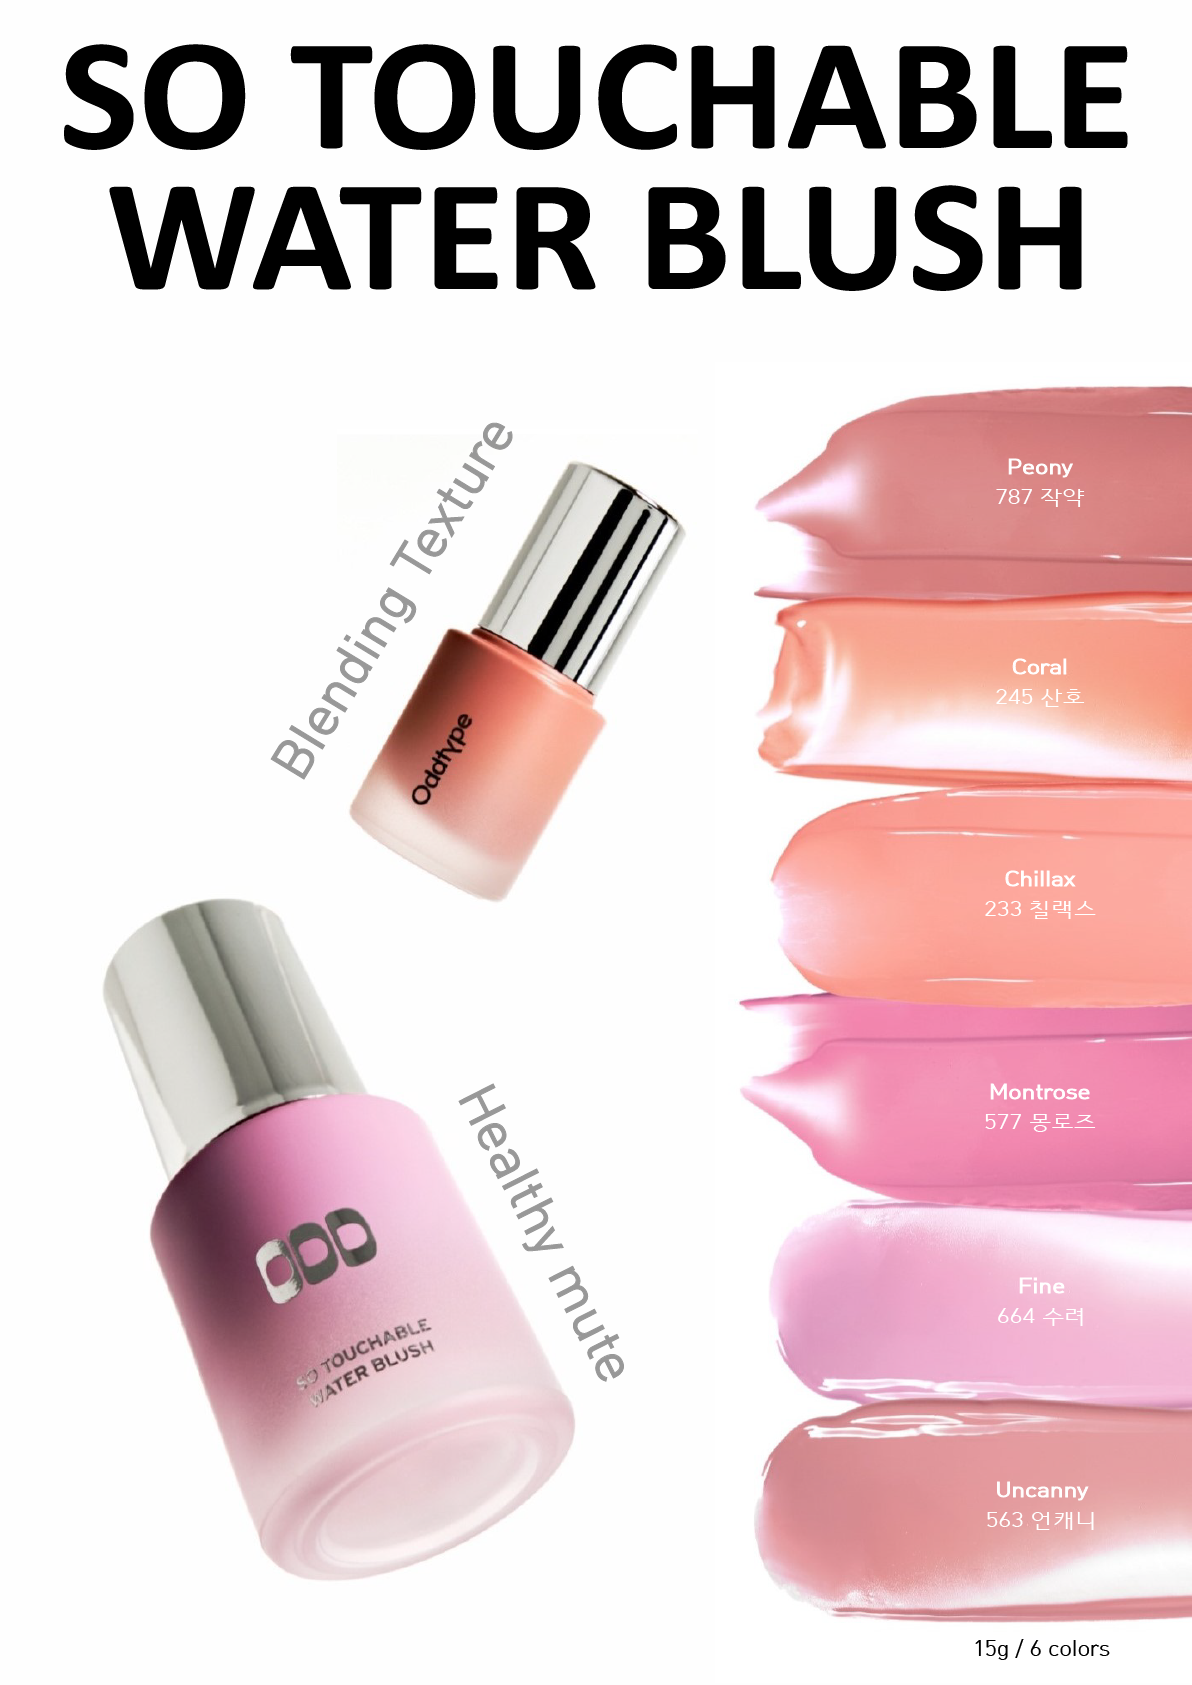 SO TOUCHABLE
WATER BLUSH
Blending Texture
Oddtype
Peony
787 작약
Coral
245 산호
Chillax
233 칠랙스
Montrose
577 몽로즈
Healthy mute
ODD
SO TOUCHABLE
WATER BLUSH
Fine
664 수려
Uncanny
563 언캐니
15g / 6 colors